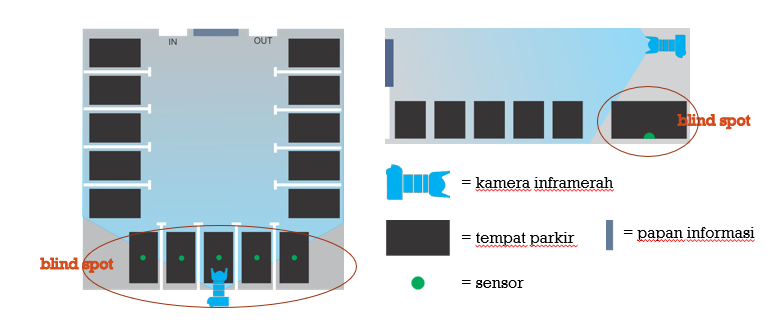 IN
OUT
blind spot
blind spot
= kamera inframerah
= tempat parkir
= papan informasi
= sensor